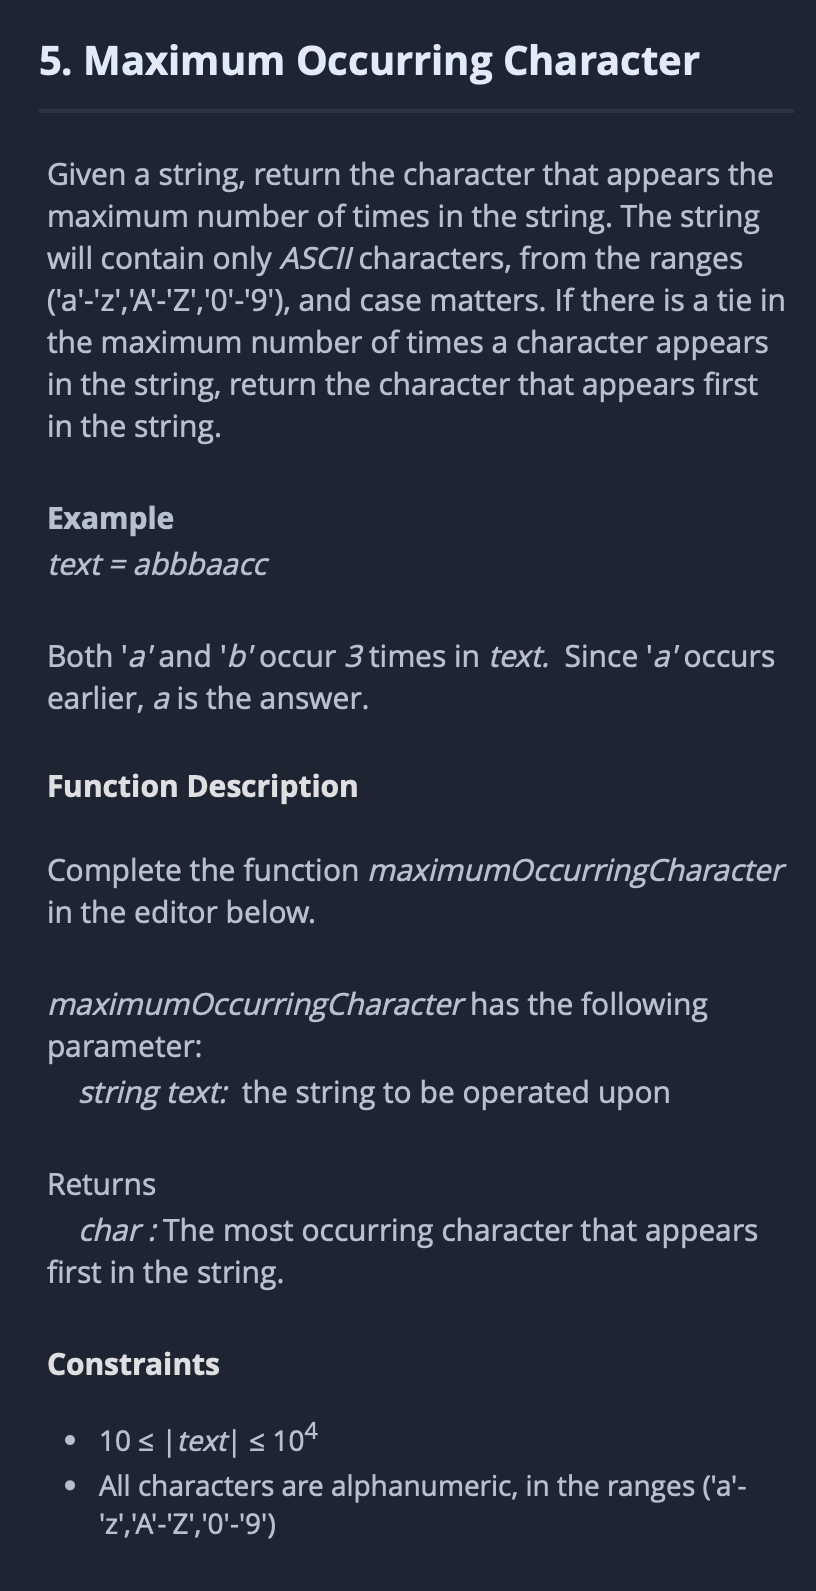 5. Maximum Occurring Character
Given a string, return the character that appears the
maximum number of times in the string. The string
will contain only ASCII characters, from the ranges
('a'-'z','A'-'Z','0'-'9'), and case matters. If there is a tie in
the maximum number of times a character appears
in the string, return the character that appears first
in the string.
Example
text = abbbaacc
Both 'a' and 'b' occur 3 times in text.  Since 'a' occurs
earlier, a is the answer.
Function Description
Complete the function maximumOccurringCharacter
in the editor below.
maximumOccurringCharacter has the following
parameter:
string text:  the string to be operated upon
Returns
char : The most occurring character that appears
first in the string.
Constraints
• 10 ≤ |text| ≤ 10⁴
• All characters are alphanumeric, in the ranges ('a'-
'z','A'-'Z','0'-'9')